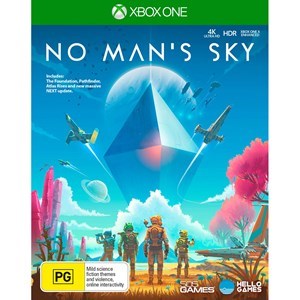 XBOX ONE
4K
ULTRA HD
HDR
XBOX ONE X
ENHANCED
NO MAN'S SKY
Includes:
The Foundation, Pathfinder,
Atlas Rises and new massive
NEXT update.
PG
Mild science
fiction themes
and violence,
online interactivity
505
GAMES
HELLO
GAMES